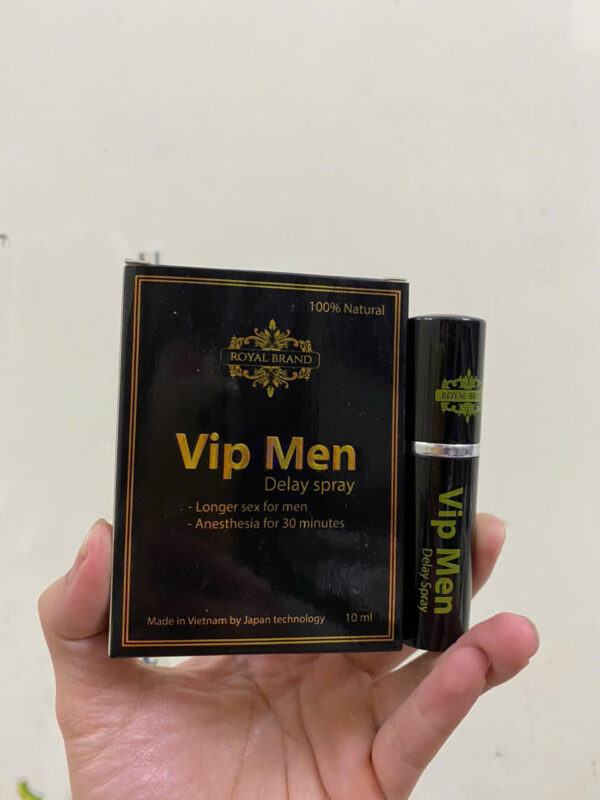 100% Natural
ROYAL BRAND
Vip Men
Delay spray
- Longer sex for men
- Anesthesia for 30 minutes
Made in Vietnam by Japan technology
10 ml
ROYAL
Vip Men
Delay Spray